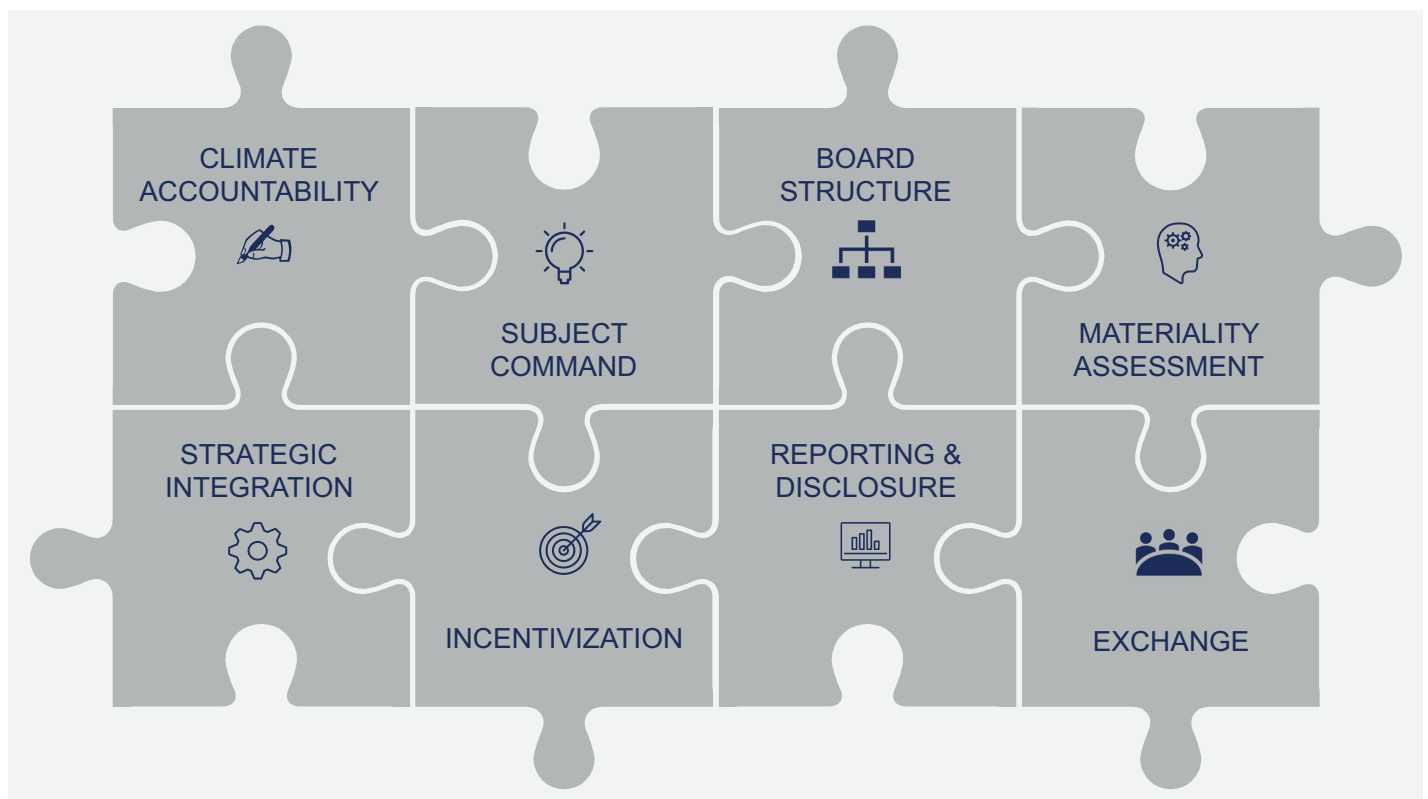 CLIMATE
ACCOUNTABILITY
SUBJECT
COMMAND
BOARD
STRUCTURE
MATERIALITY
ASSESSMENT
STRATEGIC
INTEGRATION
INCENTIVIZATION
REPORTING &
DISCLOSURE
EXCHANGE